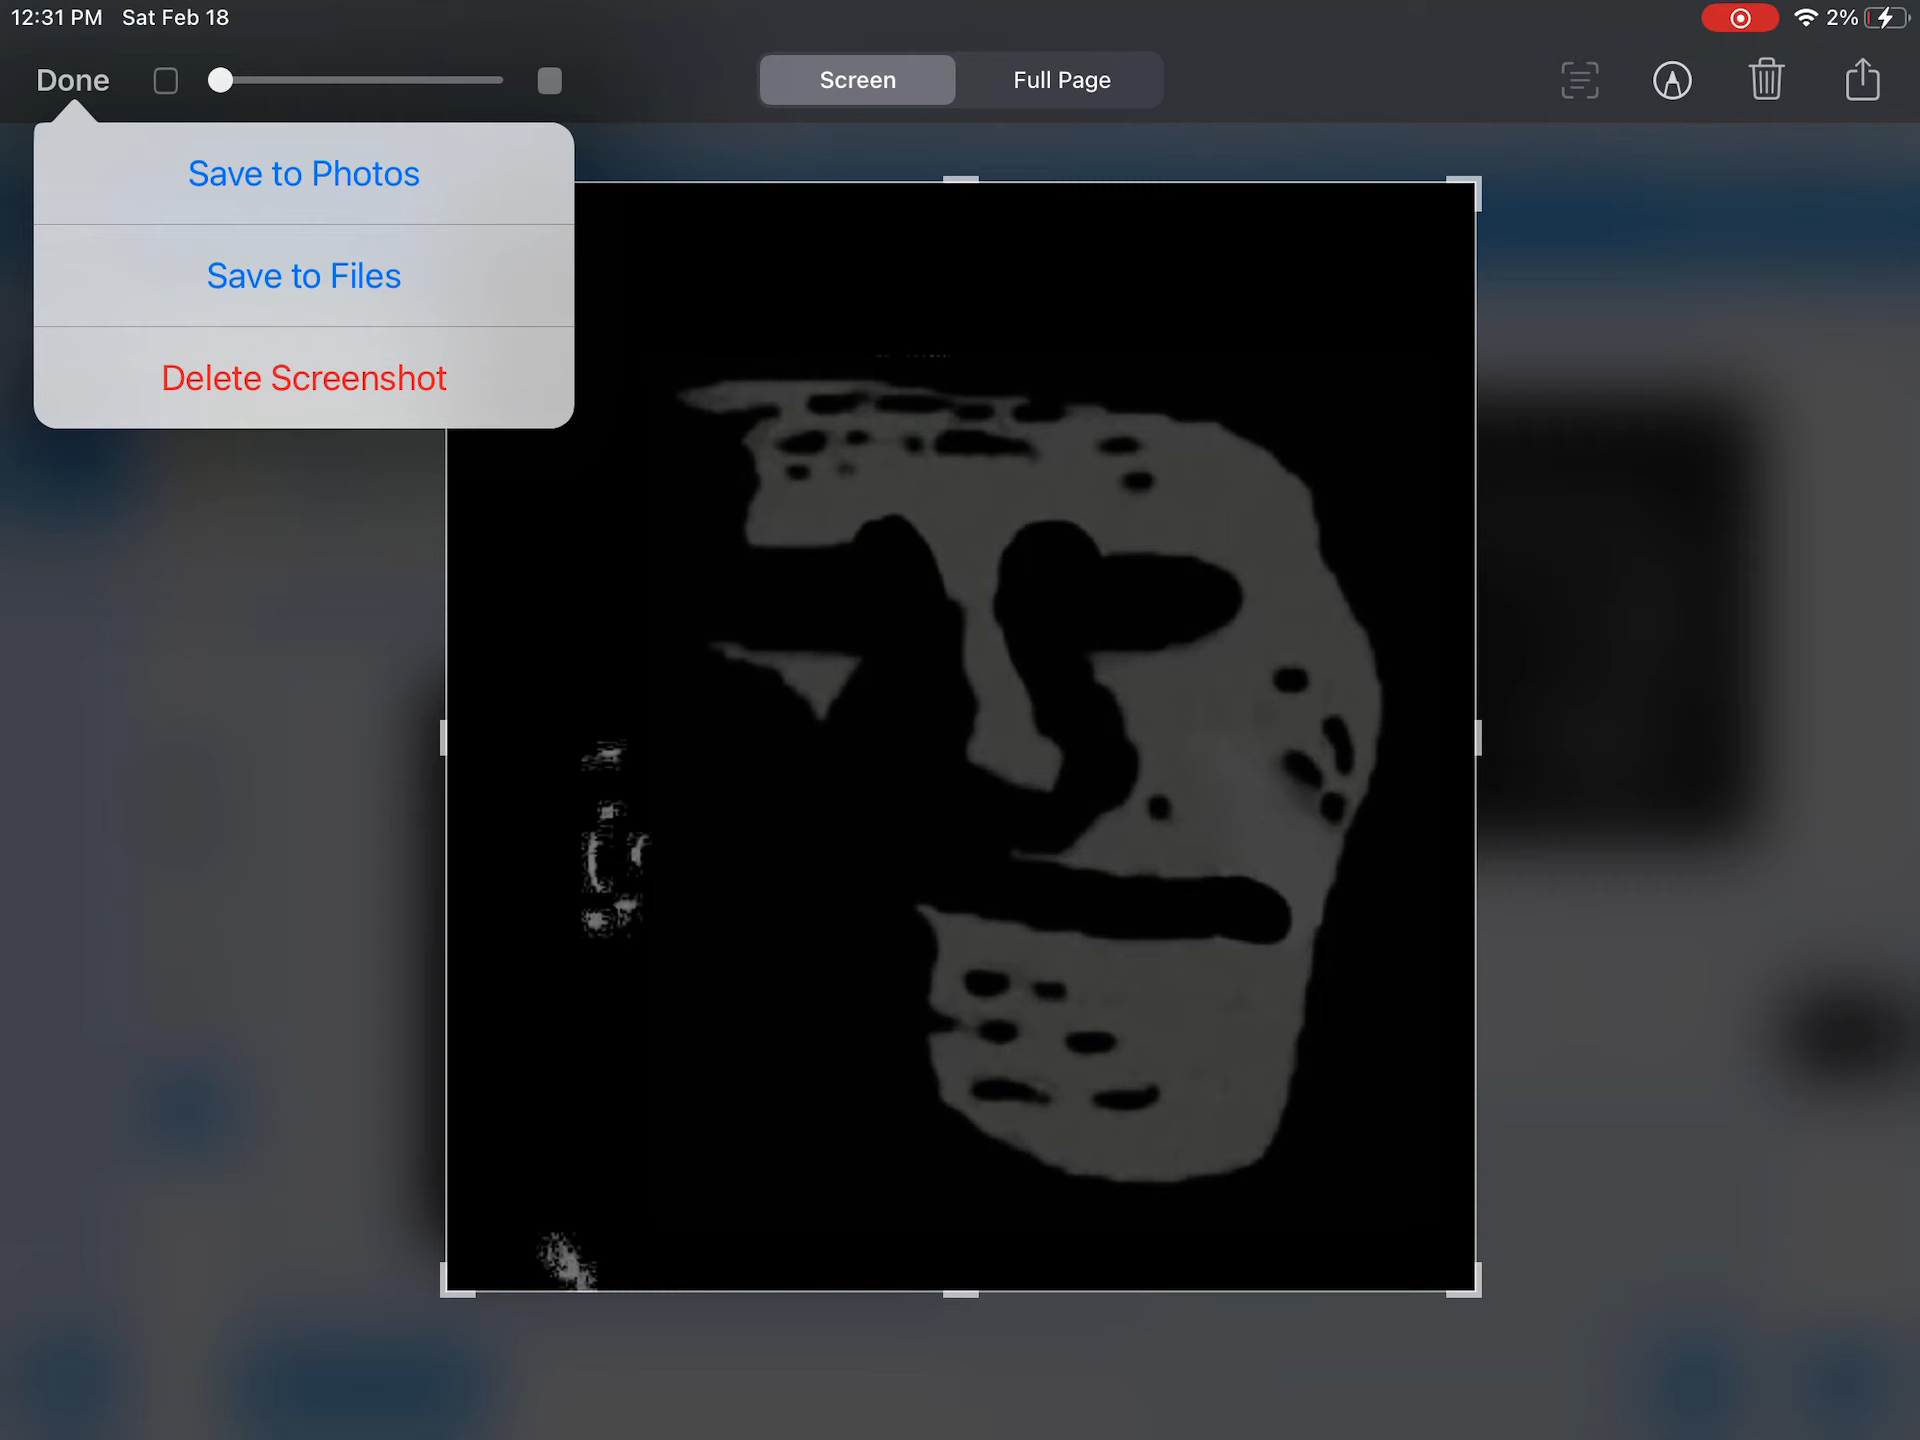 12:31 PM Sat Feb 18
2%
Done
Screen
Full Page
Save to Photos
Save to Files
Delete Screenshot